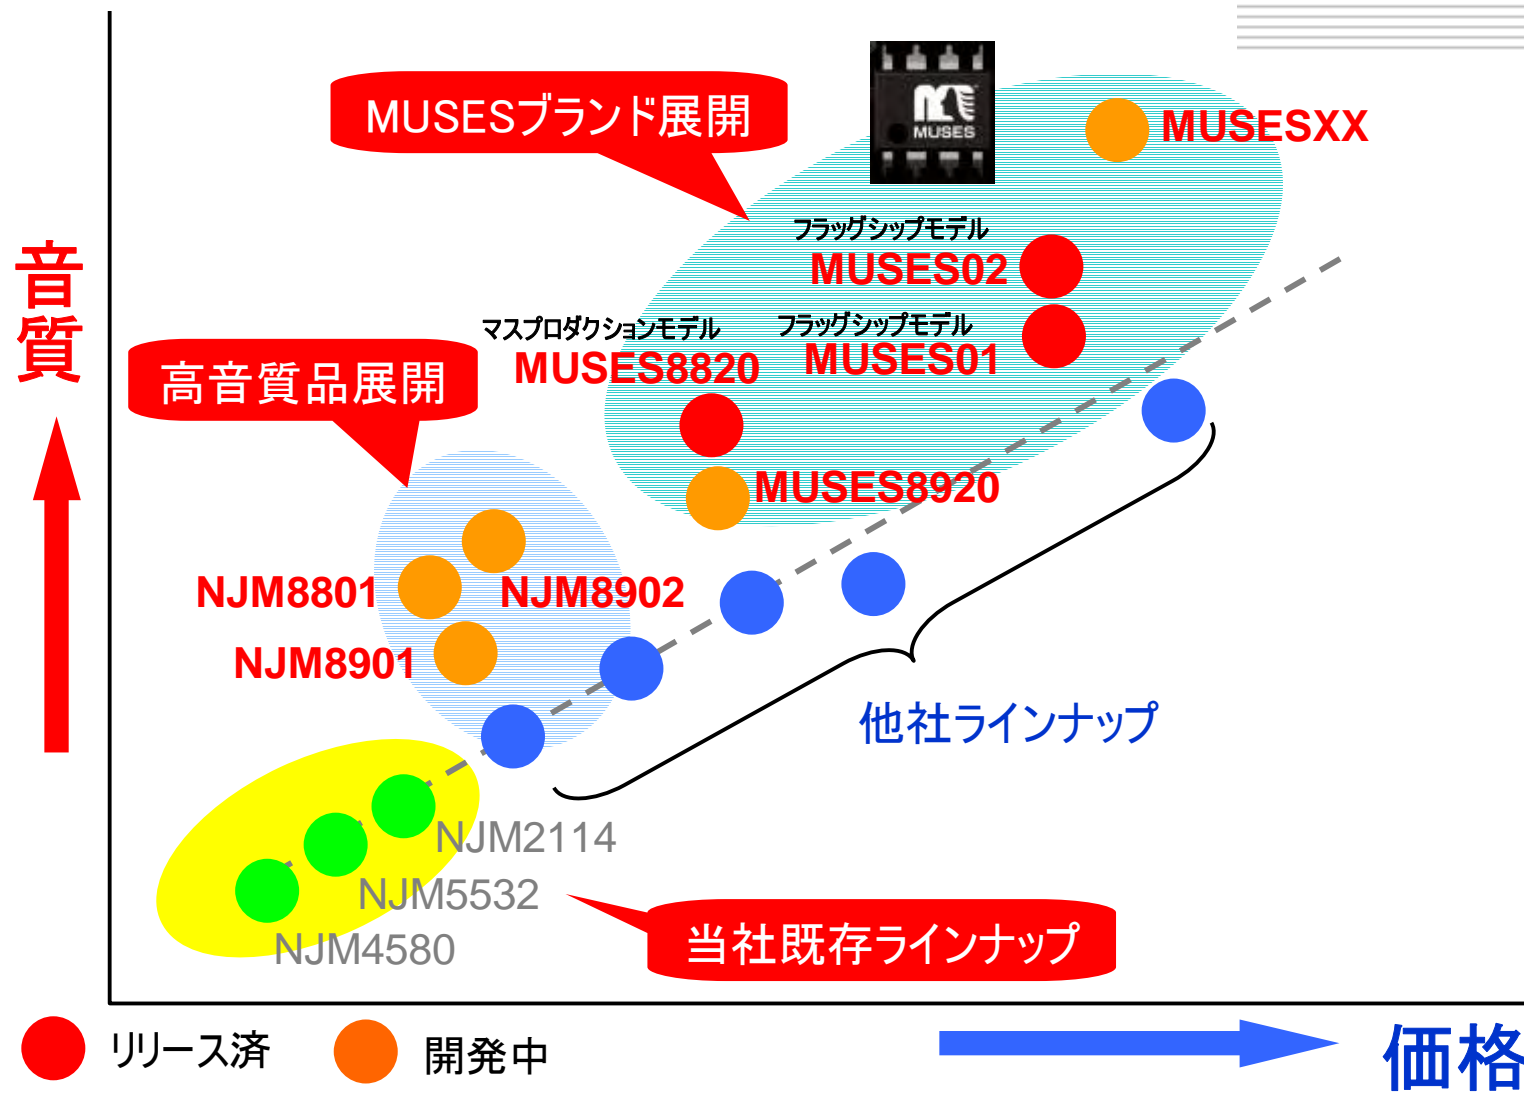 MUSESブランド展開
MUSES
MUSESXX
フラッグシップモデル
MUSES02
マスプロダクションモデル
MUSES8820
フラッグシップモデル
MUSES01
音質
高音質品展開
MUSES8920
NJM8801
NJM8902
NJM8901
他社ラインナップ
NJM2114
NJM5532
NJM4580
当社既存ラインナップ
リリース済
開発中
価格